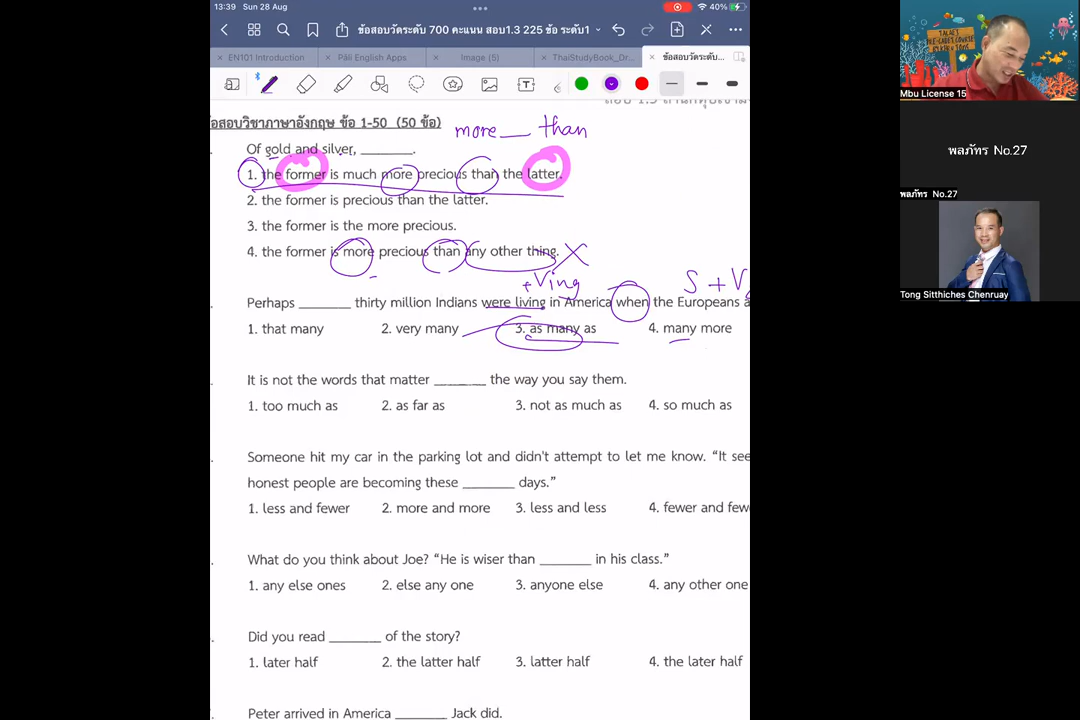 13:39 Sun 28 Aug
40%
ข้อสอบวัดระดับ 700 คะแนน สอบ1.3 225 ข้อ ระดับ1
EN101 Introduction
Pāli English Apps
Image (5)
ThaiStudyBook_Or...
ข้อสอบวัดระดับ...
ข้อสอบวิชาภาษาอังกฤษ ข้อ 1-50 (50 ข้อ)
more __ than
Of gold and silver, ________.
1. the former is much more precious than the latter.
2. the former is precious than the latter.
3. the former is the more precious.
4. the former is more precious than any other thing. X
+Ving S + V
Perhaps ________ thirty million Indians were living in America when the Europeans a
1. that many 2. very many 3. as many as 4. many more
It is not the words that matter ________ the way you say them.
1. too much as 2. as far as 3. not as much as 4. so much as
Someone hit my car in the parking lot and didn't attempt to let me know. "It see
honest people are becoming these ________ days."
1. less and fewer 2. more and more 3. less and less 4. fewer and few
What do you think about Joe? "He is wiser than ________ in his class."
1. any else ones 2. else any one 3. anyone else 4. any other one
Did you read ________ of the story?
1. later half 2. the latter half 3. latter half 4. the later half
Peter arrived in America ________ Jack did.
Mbu License 15
พลภัทร No.27
พลภัทร No.27
Tong Sitthiches Chenruay